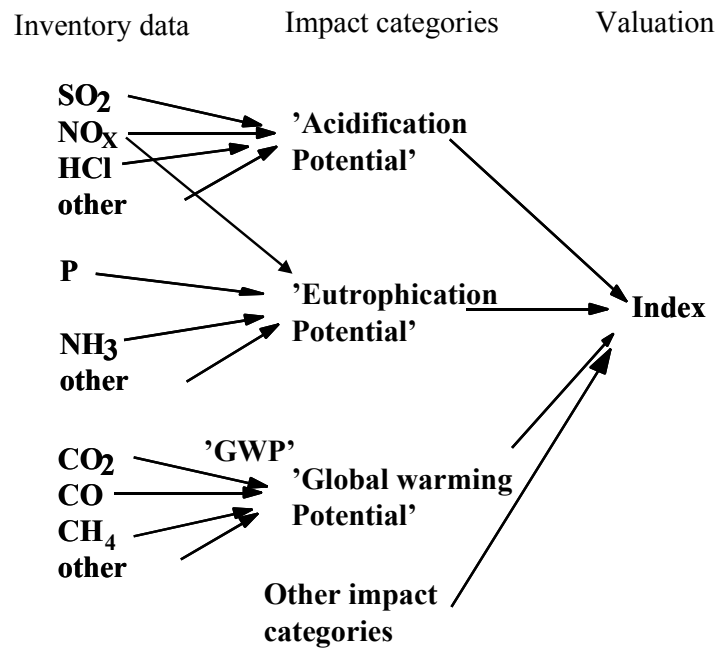 Inventory data Impact categories Valuation
SO2
NOX
HCl
other
’Acidification
Potential’
P
NH3
other
’Eutrophication
Potential’
Index
CO2
CO
CH4
other
’GWP’
’Global warming
Potential’
Other impact
categories